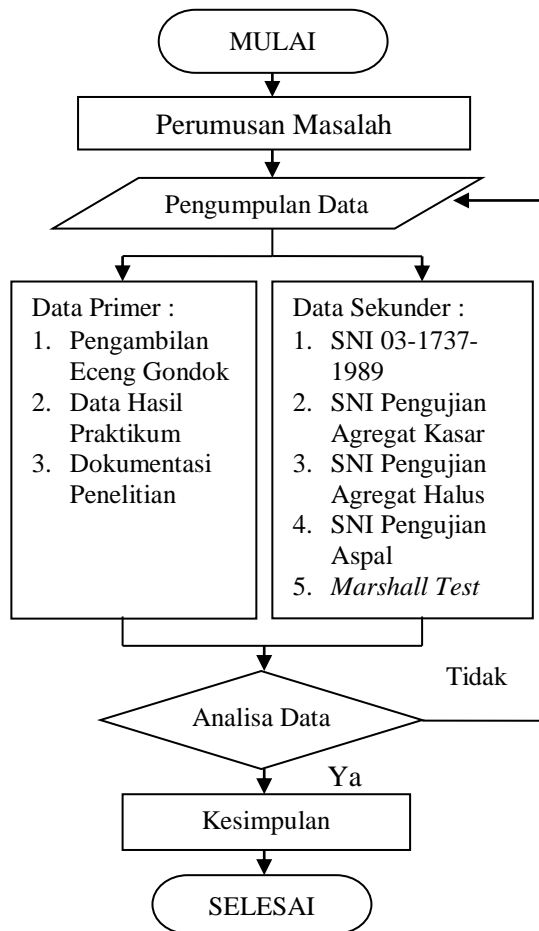 MULAI
Perumusan Masalah
Pengumpulan Data
Data Primer :
1. Pengambilan
Eceng Gondok
2. Data Hasil
Praktikum
3. Dokumentasi
Penelitian
Data Sekunder :
1. SNI 03-1737-
1989
2. SNI Pengujian
Agregat Kasar
3. SNI Pengujian
Agregat Halus
4. SNI Pengujian
Aspal
5. Marshall Test
Tidak
Analisa Data
Ya
Kesimpulan
SELESAI